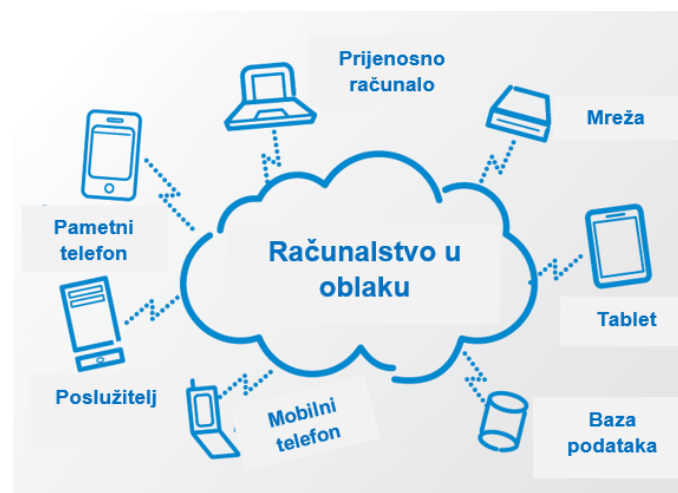 Prijenosno
računalo
Mreža
Pametni
telefon
Računalstvo u
oblaku
Tablet
Poslužitelj
Mobilni
telefon
Baza
podataka